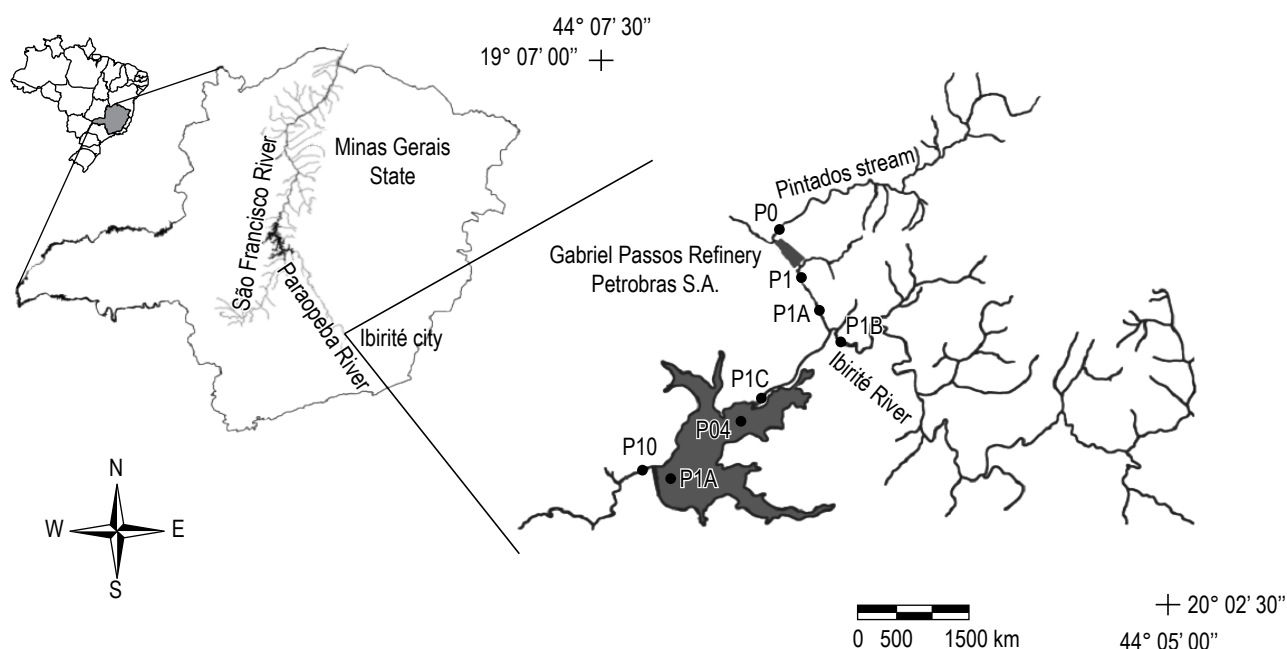 44° 07' 30"
19° 07' 00"
Minas Gerais
State
São Francisco River
Paraopeba River
Ibirité city
Pintados stream
P0
Gabriel Passos Refinery
Petrobras S.A.
P1
P1A
P1B
Ibirité River
P1C
P04
P10
P1A
N
W
E
S
0 500 1500 km
20° 02' 30"
44° 05' 00"